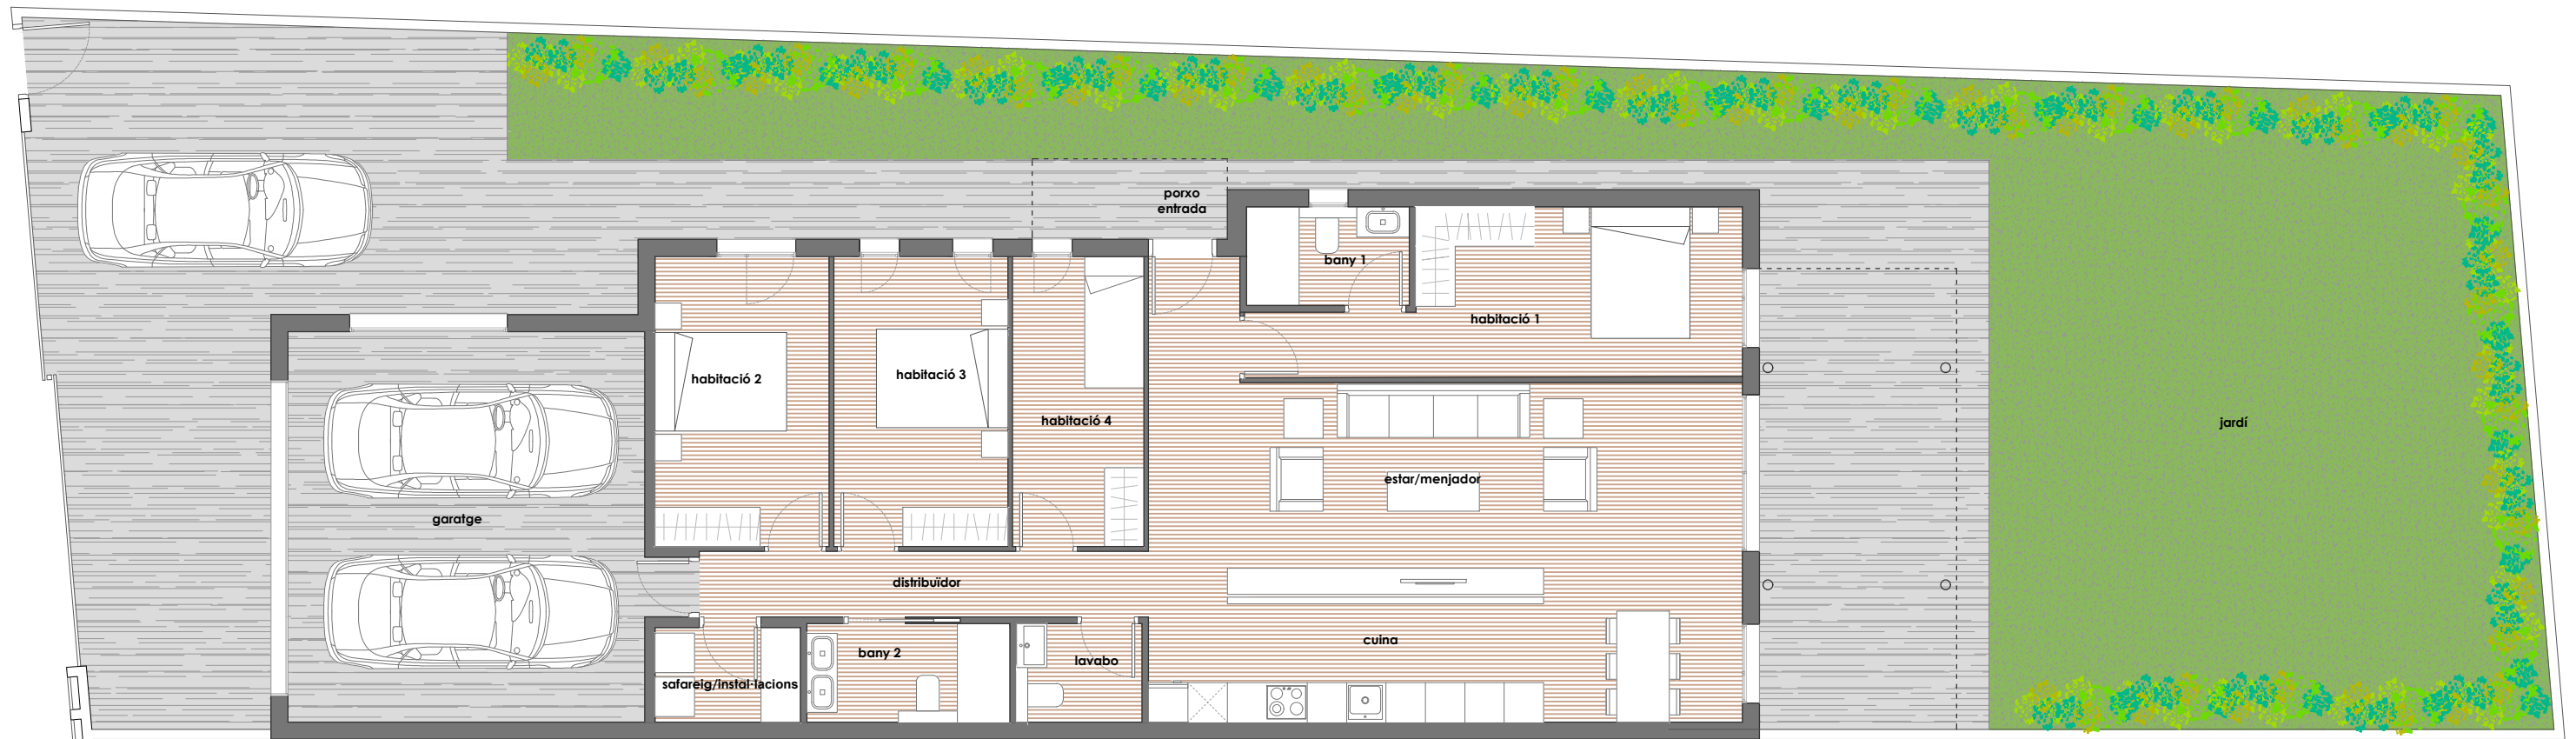 porxo
entrada
bany 1
habitació 1
habitació 2
habitació 3
habitació 4
jardí
estar/menjador
garatge
distribuïdor
cuina
bany 2
lavabo
safareig/instal·lacions